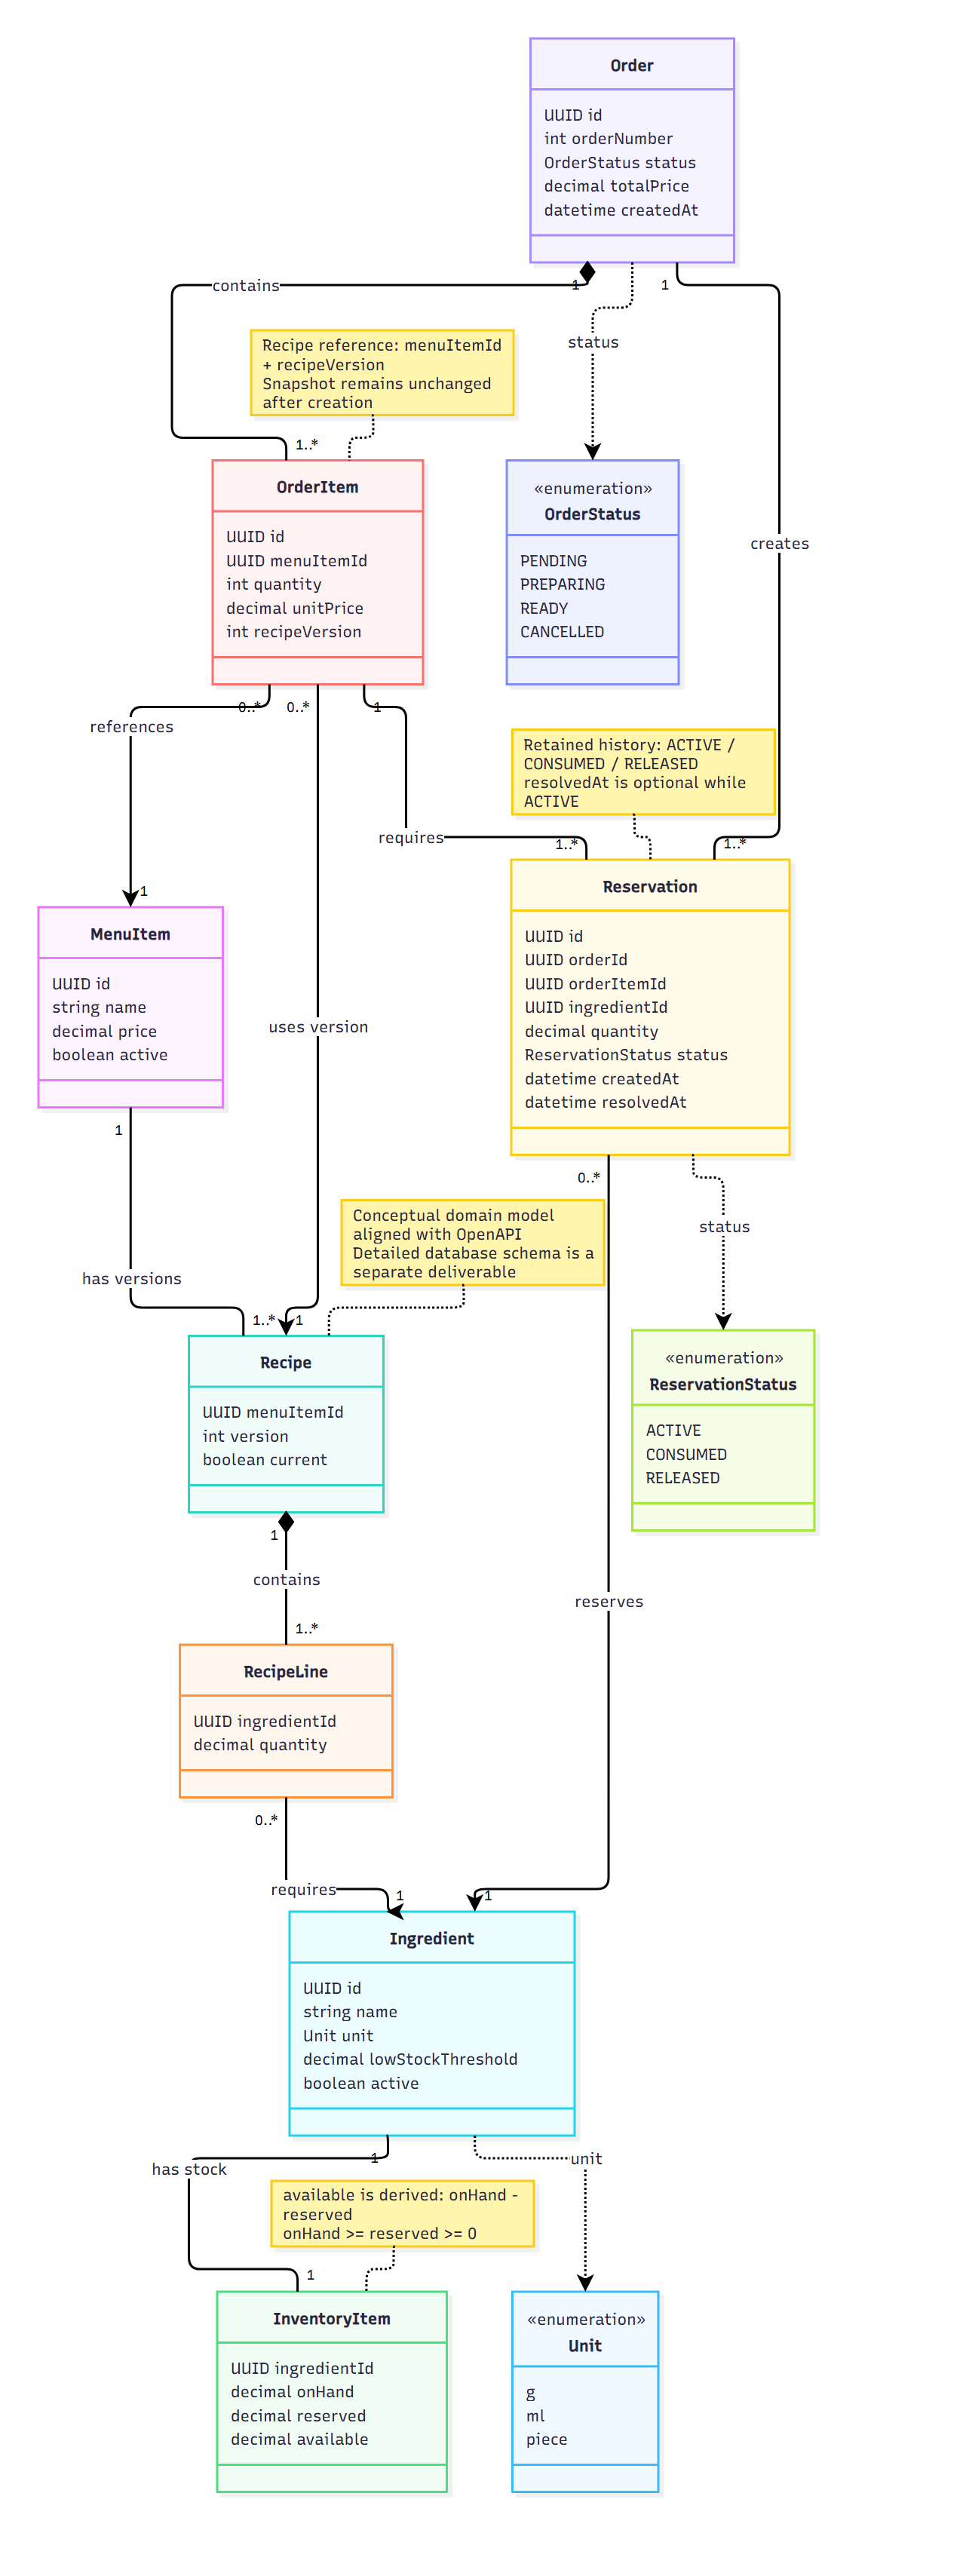 Order
UUID id
int orderNumber
OrderStatus status
decimal totalPrice
datetime createdAt
contains
1
1
status
Recipe reference: menuItemId
+ recipeVersion
Snapshot remains unchanged
after creation
1..*
OrderItem
UUID id
UUID menuItemId
int quantity
decimal unitPrice
int recipeVersion
«enumeration»
OrderStatus
PENDING
PREPARING
READY
CANCELLED
creates
0..*
0..*
1
references
Retained history: ACTIVE /
CONSUMED / RELEASED
resolvedAt is optional while
ACTIVE
requires
1..*
1..*
1
MenuItem
UUID id
string name
decimal price
boolean active
Reservation
UUID id
UUID orderId
UUID orderItemId
UUID ingredientId
decimal quantity
ReservationStatus status
datetime createdAt
datetime resolvedAt
uses version
1
0..*
status
Conceptual domain model
aligned with OpenAPI
Detailed database schema is a
separate deliverable
has versions
1..*
1
Recipe
UUID menuItemId
int version
boolean current
«enumeration»
ReservationStatus
ACTIVE
CONSUMED
RELEASED
1
contains
reserves
1..*
RecipeLine
UUID ingredientId
decimal quantity
0..*
requires
1
1
Ingredient
UUID id
string name
Unit unit
decimal lowStockThreshold
boolean active
1
has stock
unit
available is derived: onHand -
reserved
onHand >= reserved >= 0
1
InventoryItem
UUID ingredientId
decimal onHand
decimal reserved
decimal available
«enumeration»
Unit
g
ml
piece